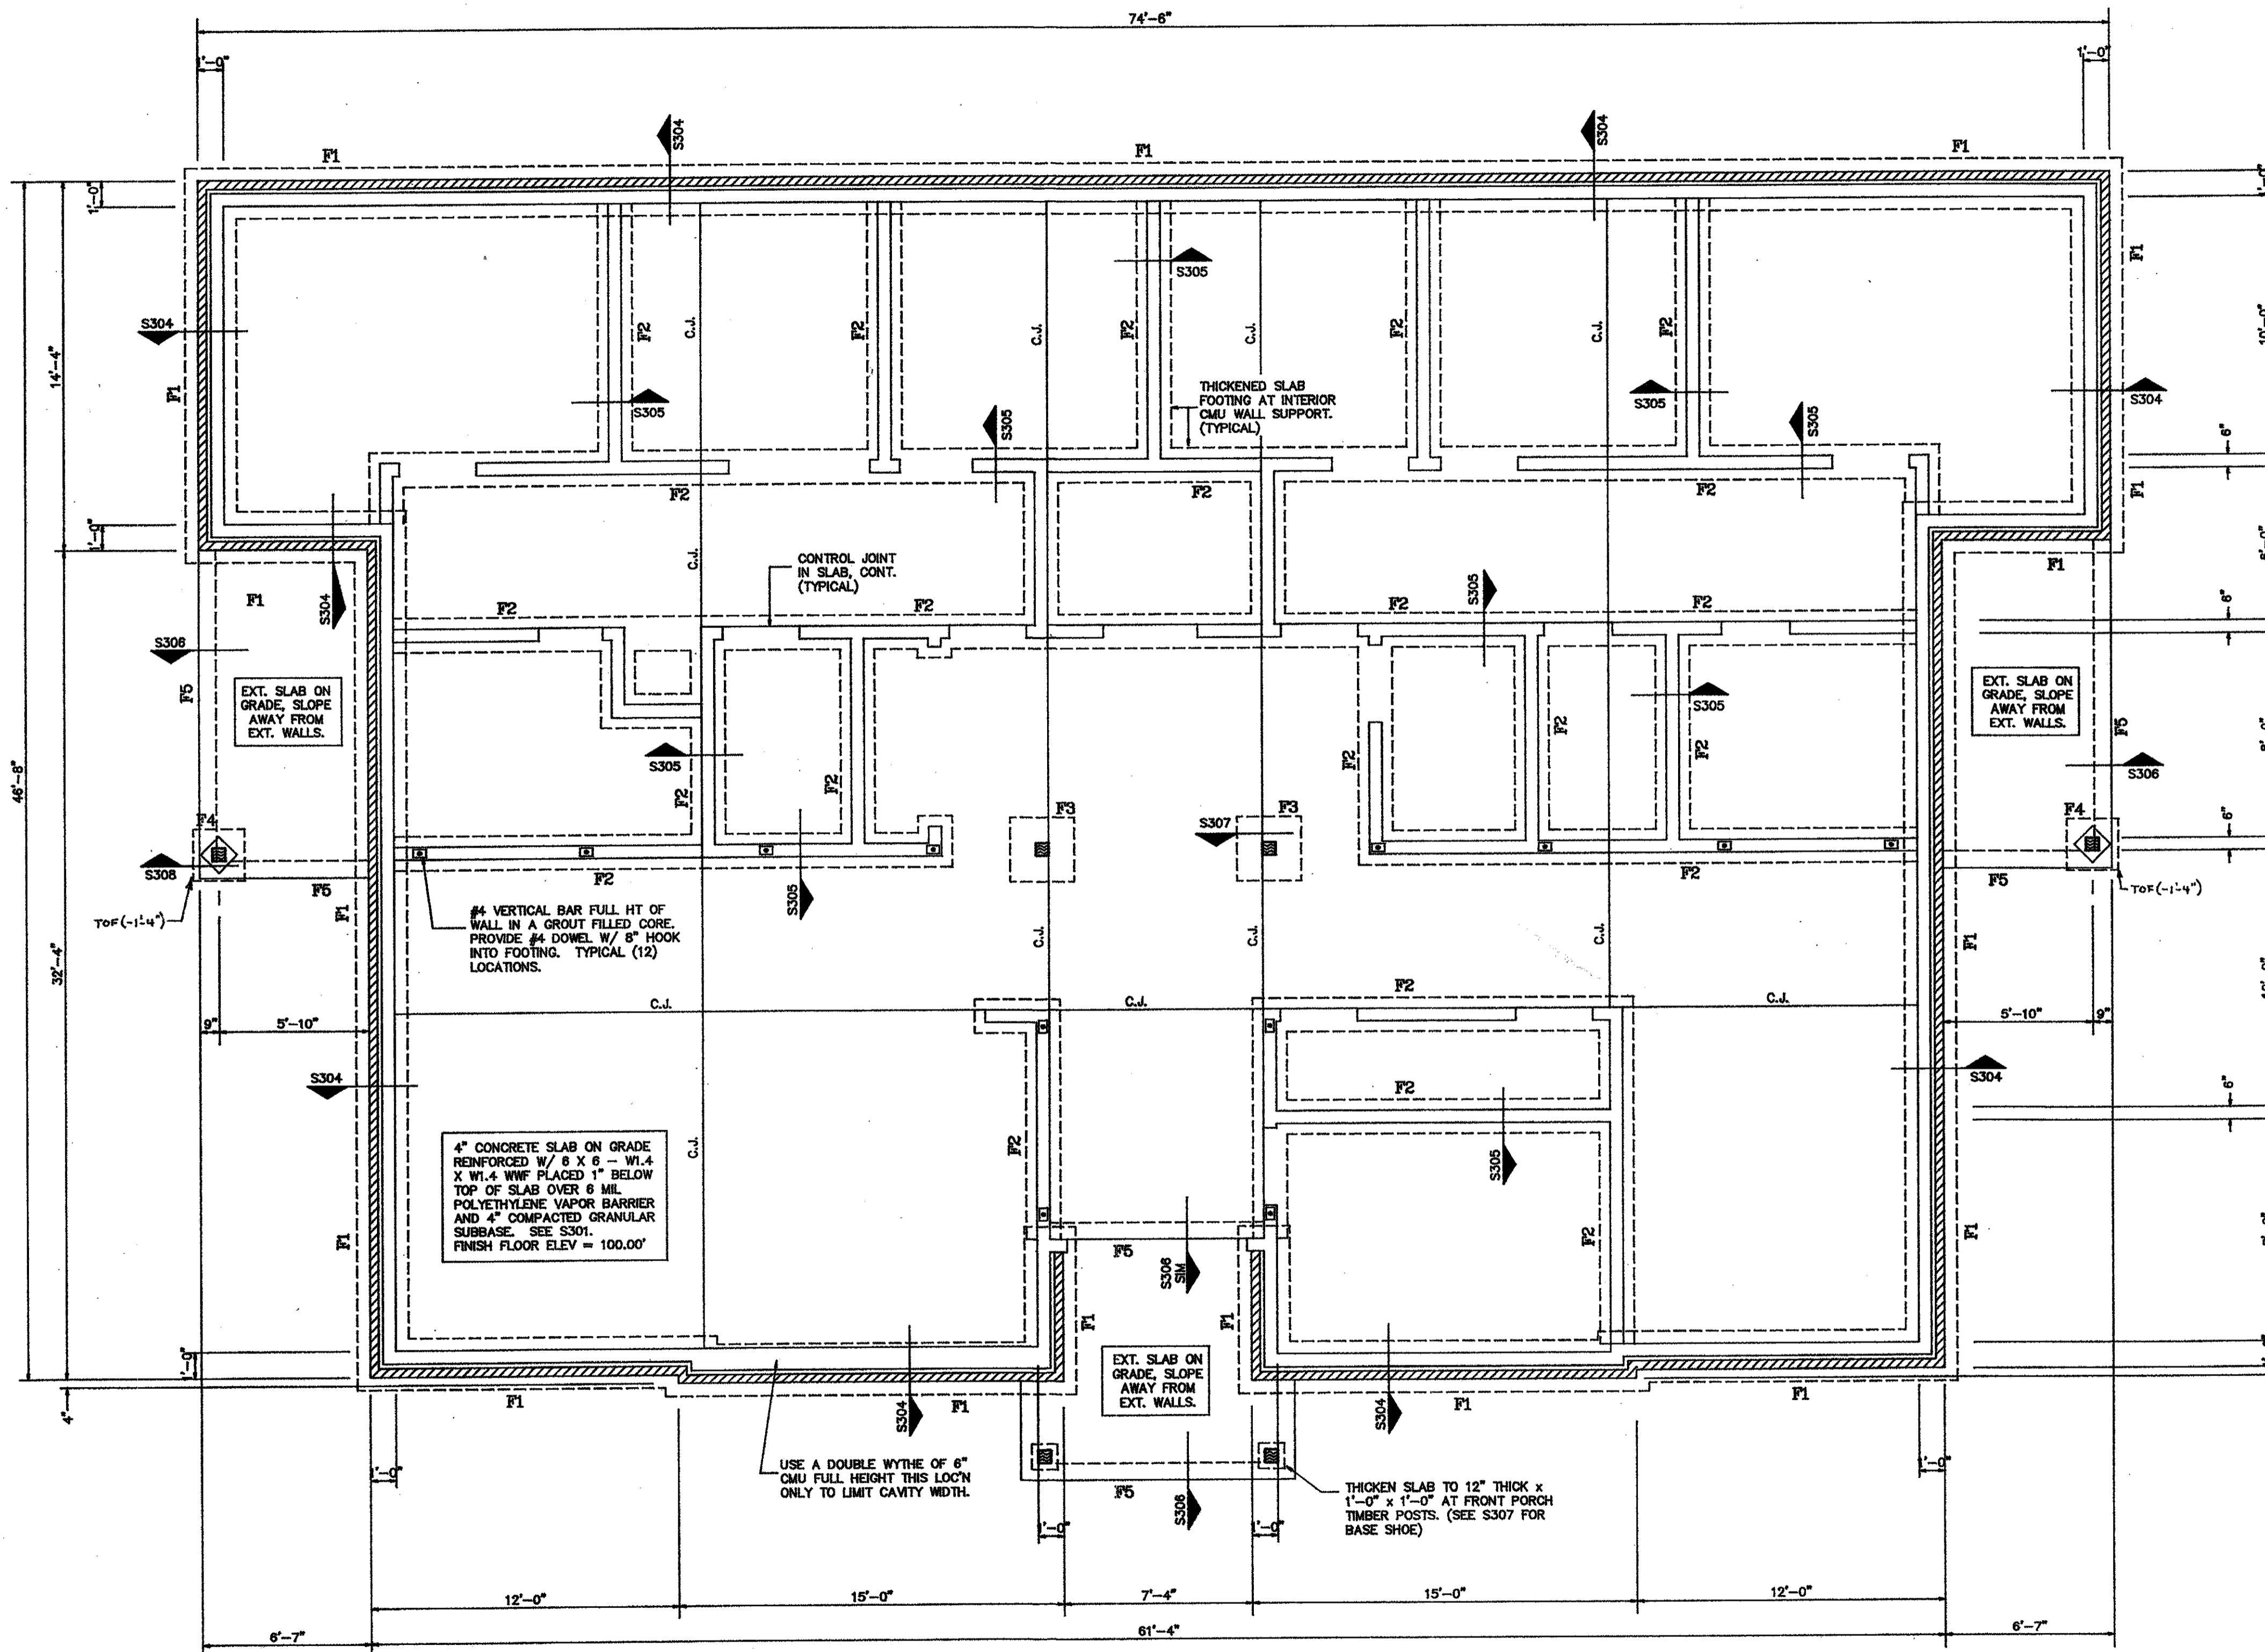 74'-6"
1'-0"
1'-0"
S304
S304
F1
F1
F1
1'-0"
F1
S305
S304
14'-4"
F1
F2
C.J.
F2
C.J.
F2
C.J.
F2
C.J.
F2
S305
S305
S305
S305
S304
THICKENED SLAB
FOOTING AT INTERIOR
CMU WALL SUPPORT.
(TYPICAL)
6"
F2
F2
F2
F1
1'-0"
C.J.
CONTROL JOINT
IN SLAB, CONT.
(TYPICAL)
F1
S304
F1
S305
F2
F2
F2
F2
6"
S306
F5
EXT. SLAB ON
GRADE, SLOPE
AWAY FROM
EXT. WALLS.
EXT. SLAB ON
GRADE, SLOPE
AWAY FROM
EXT. WALLS.
S305
F5
46'-8"
S305
F2
F2
F2
F2
F2
S306
F4
F3
S307
F3
F4
6"
S308
F5
F2
F2
F5
TOF(-1'-4")
TOF(-1'-4")
F1
S305
#4 VERTICAL BAR FULL HT OF
WALL IN A GROUT FILLED CORE.
PROVIDE #4 DOWEL W/ 8" HOOK
INTO FOOTING. TYPICAL (12)
LOCATIONS.
C.J.
C.J.
C.J.
F1
32'-4"
C.J.
C.J.
F2
C.J.
9"
5'-10"
5'-10"
9"
S304
F2
S304
6"
4" CONCRETE SLAB ON GRADE
REINFORCED W/ 6 X 6 - W1.4
X W1.4 WWF PLACED 1" BELOW
TOP OF SLAB OVER 6 MIL
POLYETHYLENE VAPOR BARRIER
AND 4" COMPACTED GRANULAR
SUBBASE. SEE S301.
FINISH FLOOR ELEV = 100.00'
C.J.
F2
S305
F1
F5
S306
SIM
F2
F1
F1
F1
1'-0"
EXT. SLAB ON
GRADE, SLOPE
AWAY FROM
EXT. WALLS.
4"
F1
S304
F1
S304
F1
F1
1'-0"
USE A DOUBLE WYTHE OF 6"
CMU FULL HEIGHT THIS LOC'N
ONLY TO LIMIT CAVITY WIDTH.
F5
S306
THICKEN SLAB TO 12" THICK x
1'-0" x 1'-0" AT FRONT PORCH
TIMBER POSTS. (SEE S307 FOR
BASE SHOE)
1'-0"
1'-0"
1'-0"
12'-0"
15'-0"
7'-4"
15'-0"
12'-0"
6'-7"
61'-4"
6'-7"